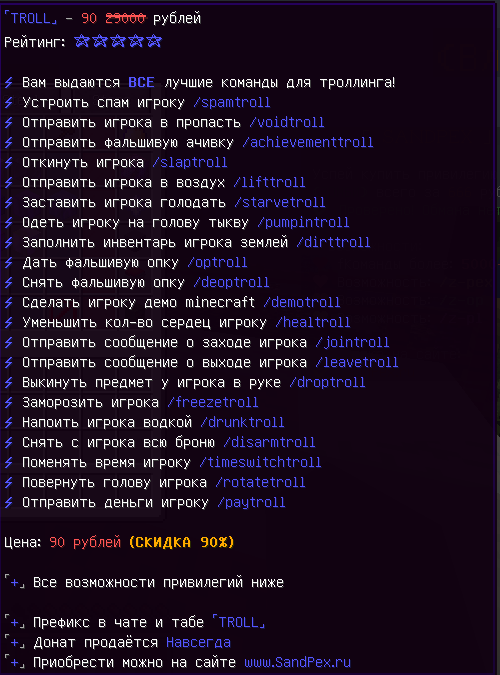 「TROLL」 - 90 29000 рублей
Рейтинг: ☆☆☆☆☆
⚡ Вам выдаются ВСЕ лучшие команды для троллинга!
⚡ Устроить спам игроку /spamtroll
⚡ Отправить игрока в пропасть /voidtroll
⚡ Отправить фальшивую ачивку /achievementtroll
⚡ Откинуть игрока /slaptroll
⚡ Отправить игрока в воздух /lifttroll
⚡ Заставить игрока голодать /starvetroll
⚡ Одеть игроку на голову тыкву /pumpintroll
⚡ Заполнить инвентарь игрока землей /dirttroll
⚡ Дать фальшивую опку /optroll
⚡ Снять фальшивую опку /deoptroll
⚡ Сделать игроку демо minecraft /demotroll
⚡ Уменьшить кол-во сердец игроку /healtroll
⚡ Отправить сообщение о заходе игрока /jointroll
⚡ Отправить сообщение о выходе игрока /leavetroll
⚡ Выкинуть предмет у игрока в руке /droptroll
⚡ Заморозить игрока /freezetroll
⚡ Напоить игрока водкой /drunktroll
⚡ Снять с игрока всю броню /disarmtroll
⚡ Поменять время игроку /timeswitchtroll
⚡ Повернуть голову игрока /rotatetroll
⚡ Отправить деньги игроку /paytroll
Цена: 90 рублей (СКИДКА 90%)
「+」 Все возможности привилегий ниже
「+」 Префикс в чате и табе 「TROLL」
「+」 Донат продаётся Навсегда
「+」 Приобрести можно на сайте www.SandPex.ru